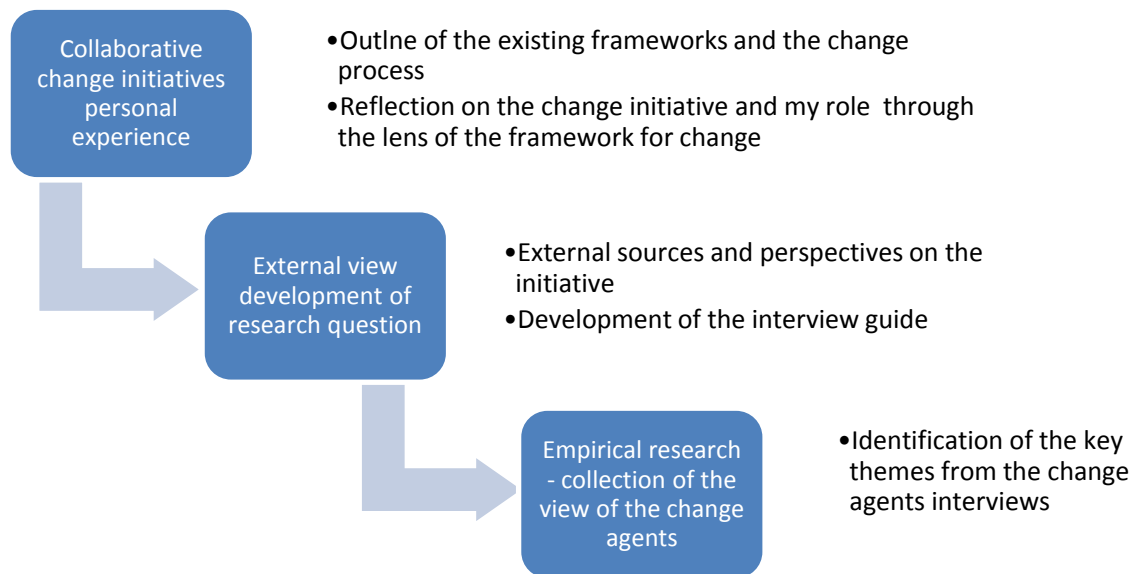 Collaborative
change initiatives
personal
experience
•Outlne of the existing frameworks and the change
process
•Reflection on the change initiative and my role through
the lens of the framework for change
External view
development of
research question
•External sources and perspectives on the
initiative
•Development of the interview guide
Empirical research
- collection of the
view of the change
agents
•Identification of the key
themes from the change
agents interviews